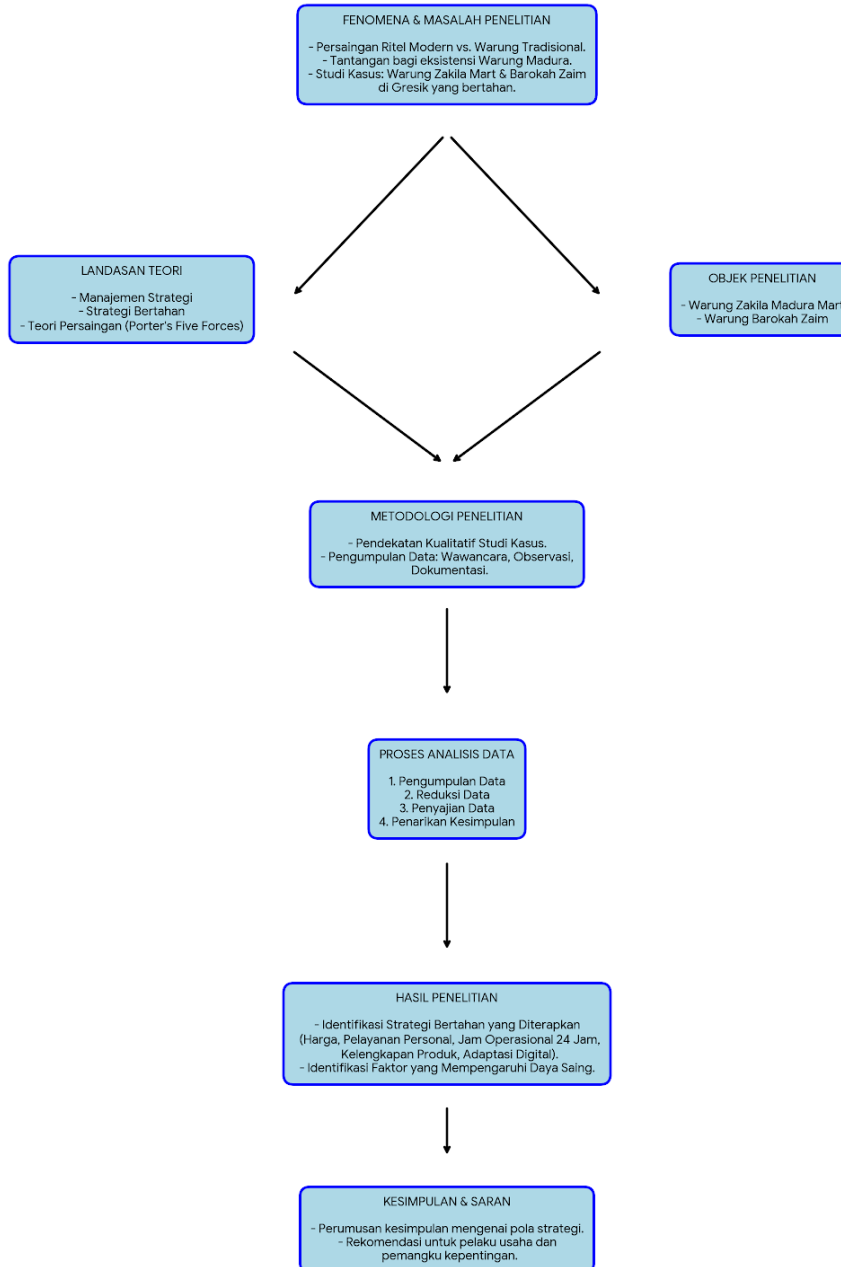 FENOMENA & MASALAH PENELITIAN
- Persaingan Ritel Modern vs. Warung Tradisional.
- Tantangan bagi eksistensi Warung Madura.
- Studi Kasus: Warung Zakila Mart & Barokah Zaim
di Gresik yang bertahan.
LANDASAN TEORI
- Manajemen Strategi
- Strategi Bertahan
- Teori Persaingan (Porter's Five Forces)
OBJEK PENELITIAN
- Warung Zakila Madura Mart
- Warung Barokah Zaim
METODOLOGI PENELITIAN
- Pendekatan Kualitatif Studi Kasus.
- Pengumpulan Data: Wawancara, Observasi,
Dokumentasi.
PROSES ANALISIS DATA
1. Pengumpulan Data
2. Reduksi Data
3. Penyajian Data
4. Penarikan Kesimpulan
HASIL PENELITIAN
- Identifikasi Strategi Bertahan yang Diterapkan
(Harga, Pelayanan Personal, Jam Operasional 24 Jam,
Kelengkapan Produk, Adaptasi Digital).
- Identifikasi Faktor yang Mempengaruhi Daya Saing.
KESIMPULAN & SARAN
- Perumusan kesimpulan mengenai pola strategi.
- Rekomendasi untuk pelaku usaha dan
pemangku kepentingan.